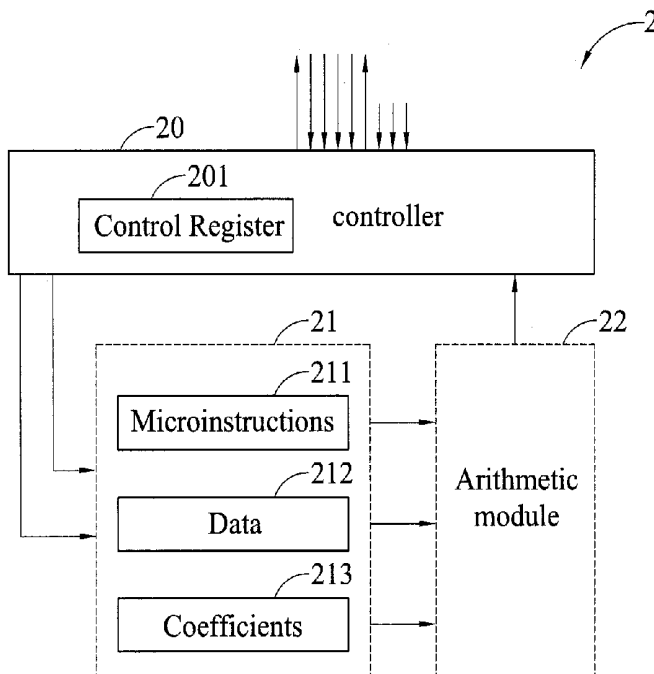 2
20
201
Control Register
controller
21
22
211
Microinstructions
212
Data
213
Coefficients
Arithmetic
module